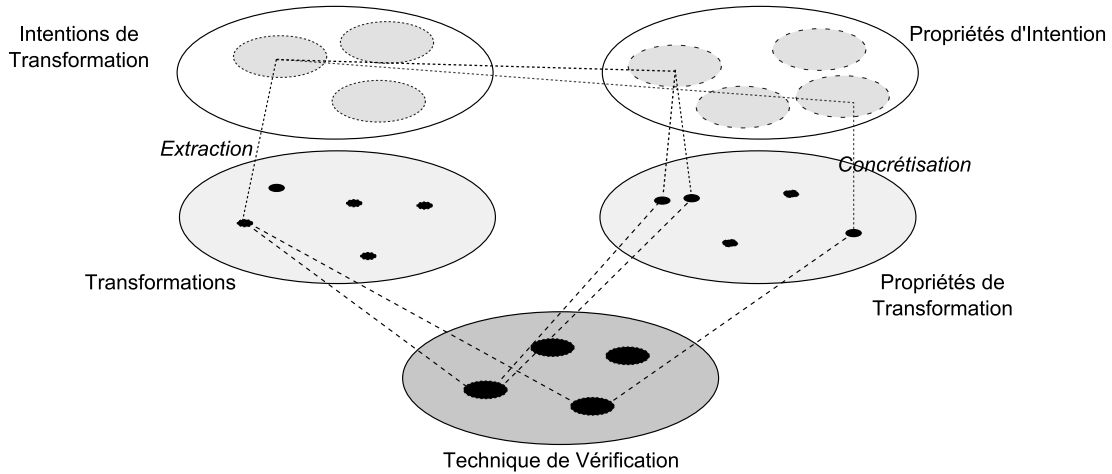 Intentions de
Transformation
Propriétés d'Intention
Extraction
Concrétisation
Transformations
Propriétés de
Transformation
Technique de Vérification